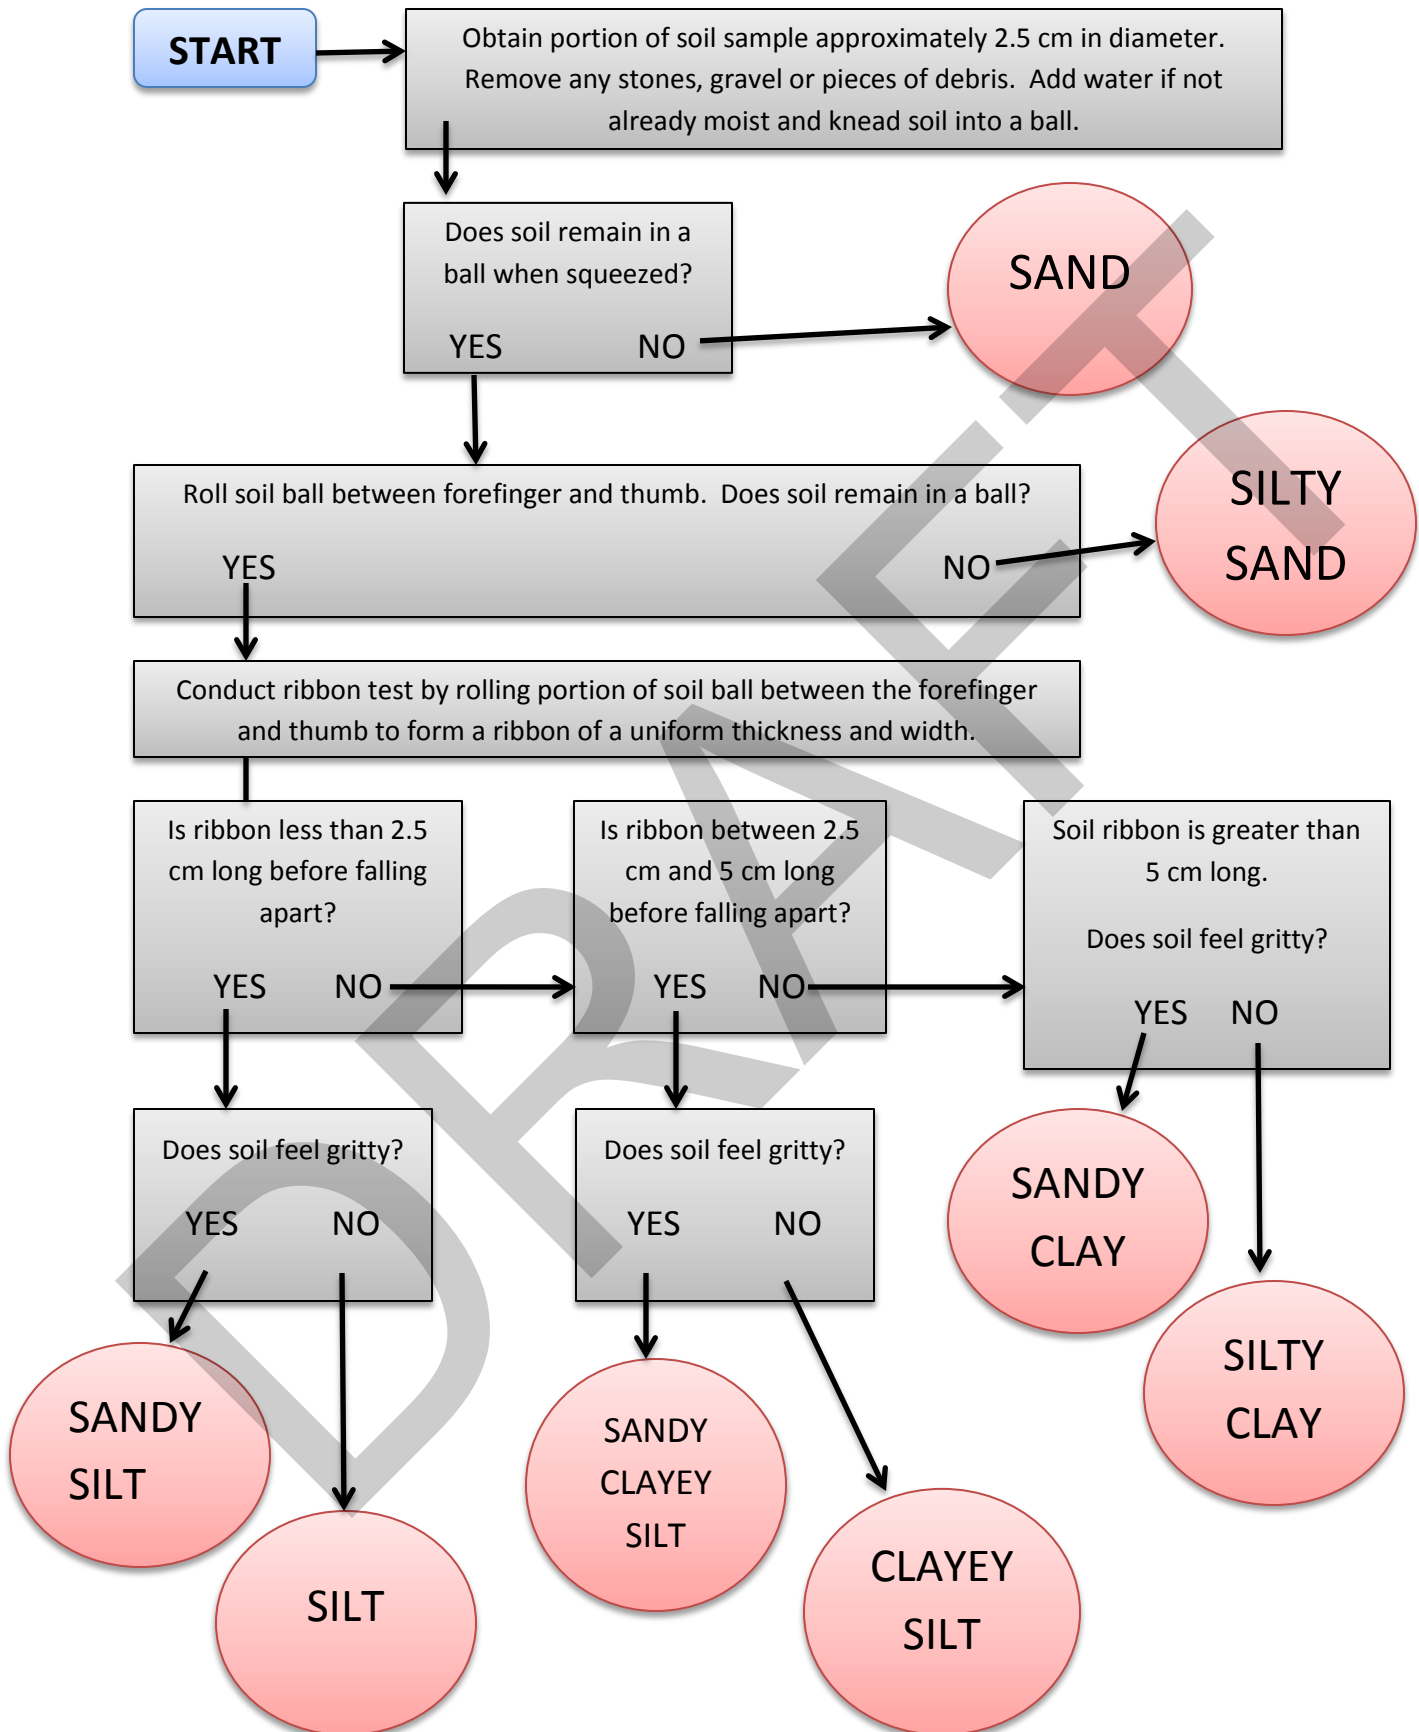 START
Obtain portion of soil sample approximately 2.5 cm in diameter.
Remove any stones, gravel or pieces of debris.  Add water if not
already moist and knead soil into a ball.
Does soil remain in a
ball when squeezed?
YES NO
SAND
Roll soil ball between forefinger and thumb.  Does soil remain in a ball?
YES NO
SILTY
SAND
Conduct ribbon test by rolling portion of soil ball between the forefinger
and thumb to form a ribbon of a uniform thickness and width.
Is ribbon less than 2.5
cm long before falling
apart?
YES NO
Is ribbon between 2.5
cm and 5 cm long
before falling apart?
YES NO
Soil ribbon is greater than
5 cm long.
Does soil feel gritty?
YES NO
Does soil feel gritty?
YES NO
Does soil feel gritty?
YES NO
SANDY
CLAY
SILTY
CLAY
SANDY
SILT
SILT
SANDY
CLAYEY
SILT
CLAYEY
SILT
DRAFT